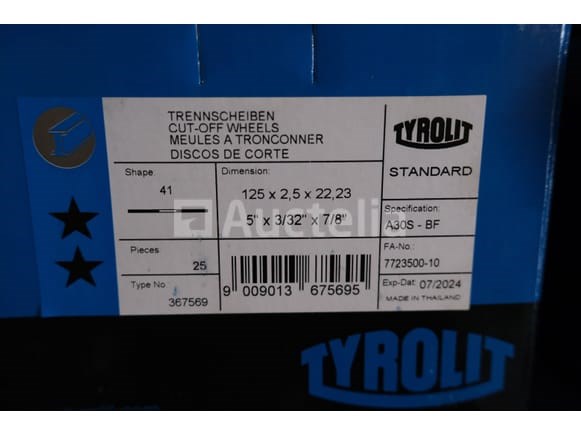 TRENNSCHEIBEN
CUT-OFF WHEELS
MEULES A TRONCONNER
DISCOS DE CORTE
TYROLIT
STANDARD
Shape:
41
Dimension:
125 x 2,5 x 22,23
5" x 3/32" x 7/8"
Specification:
A30S - BF
Pieces
25
FA-No.:
7723500-10
Type No.
367569
9 009013 675695
Exp-Dat: 07/2024
MADE IN THAILAND
Auctelia
TYROLIT